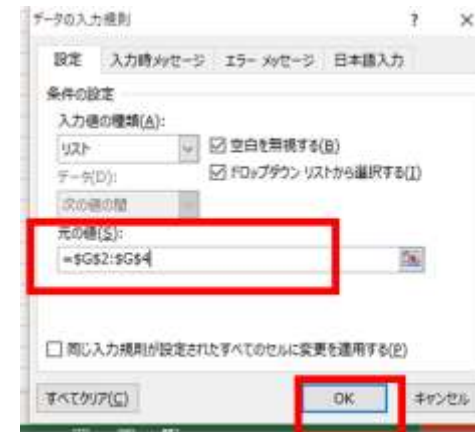 データの入力規則 ? ×
設定 入力時メッセージ エラー メッセージ 日本語入力
条件の設定
入力値の種類(A):
リスト ☑ 空白を無視する(B)
データ(D): ☑ ドロップダウン リストから選択する(I)
次の値の間
元の値(S):
=$G$2:$G$4
☐ 同じ入力規則が設定されたすべてのセルに変更を適用する(P)
すべてクリア(C) OK キャンセル